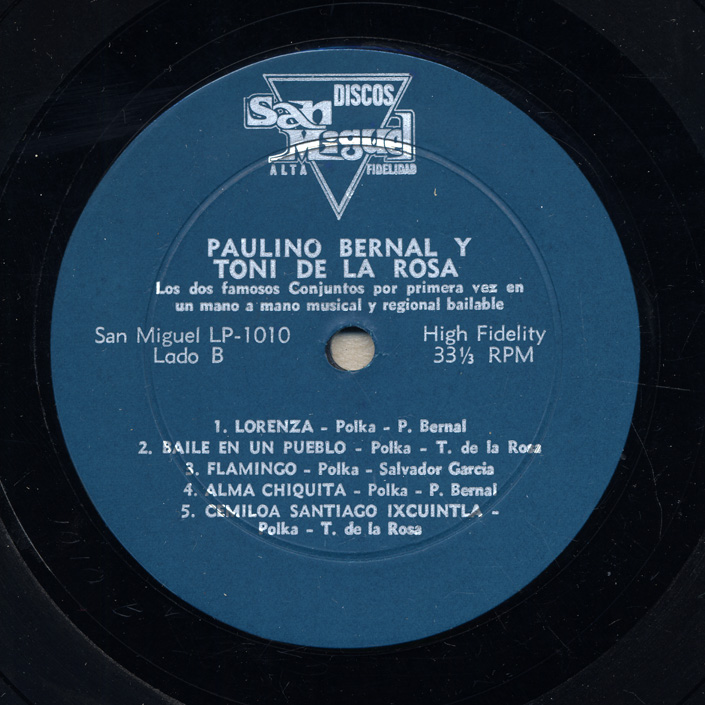 DISCOS
San
Miguel
ALTA FIDELIDAD
PAULINO BERNAL Y
TONI DE LA ROSA
Los dos famosos Conjuntos por primera vez en
un mano a mano musical y regional bailable
San Miguel LP-1010 High Fidelity
Lado B 33⅓ RPM
1. LORENZA - Polka - P. Bernal
2. BAILE EN UN PUEBLO - Polka - T. de la Rosa
3. FLAMINGO - Polka - Salvador Garcia
4. ALMA CHIQUITA - Polka - P. Bernal
5. CEMILOA SANTIAGO IXCUINTLA -
Polka - T. de la Rosa